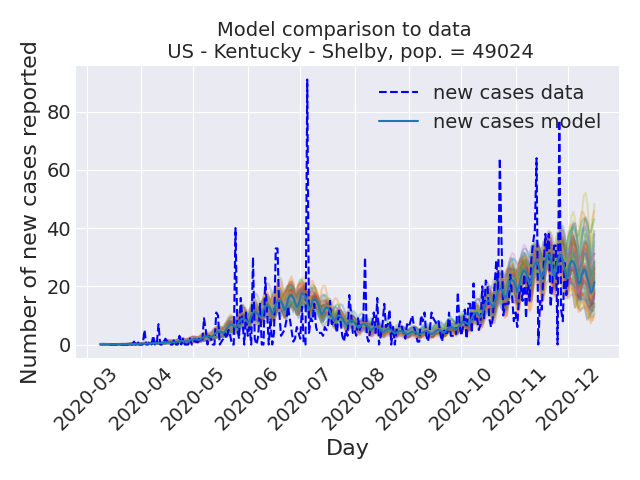 Model comparison to data
US - Kentucky - Shelby, pop. = 49024
Number of new cases reported
80
60
40
20
0
new cases data
new cases model
2020-03
2020-04
2020-05
2020-06
2020-07
2020-08
2020-09
2020-10
2020-11
2020-12
Day